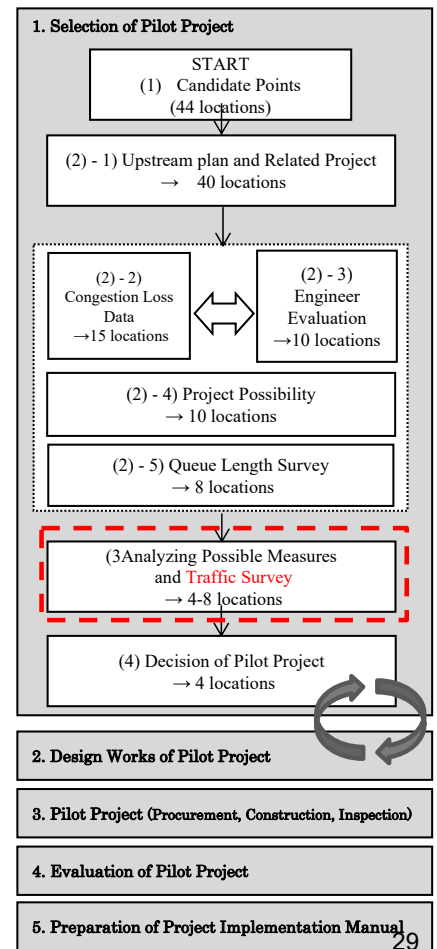 1. Selection of Pilot Project
START
(1) Candidate Points
(44 locations)
(2) - 1) Upstream plan and Related Project
→ 40 locations
(2) - 2)
Congestion Loss
Data
→15 locations
(2) - 3)
Engineer
Evaluation
→10 locations
(2) - 4) Project Possibility
→ 10 locations
(2) - 5) Queue Length Survey
→ 8 locations
(3Analyzing Possible Measures
and Traffic Survey
→ 4-8 locations
(4) Decision of Pilot Project
→ 4 locations
2. Design Works of Pilot Project
3. Pilot Project (Procurement, Construction, Inspection)
4. Evaluation of Pilot Project
5. Preparation of Project Implementation Manual
29